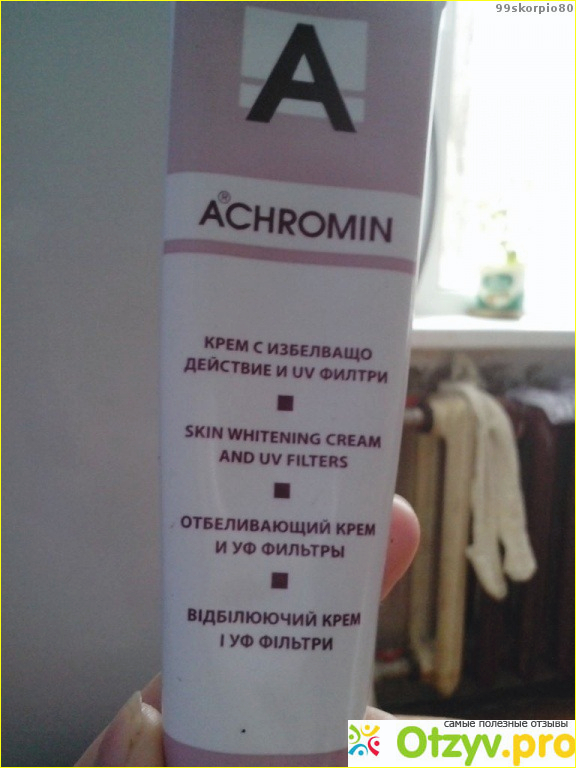 99skorpio80
A
ACHROMIN®
КРЕМ С ИЗБЕЛВАЩО
ДЕЙСТВИЕ И UV ФИЛТРИ
SKIN WHITENING CREAM
AND UV FILTERS
ОТБЕЛИВАЮЩИЙ КРЕМ
И УФ ФИЛЬТРЫ
ВІДБІЛЮЮЧИЙ КРЕМ
І УФ ФІЛЬТРИ
самые полезные отзывы
Otzyv.pro